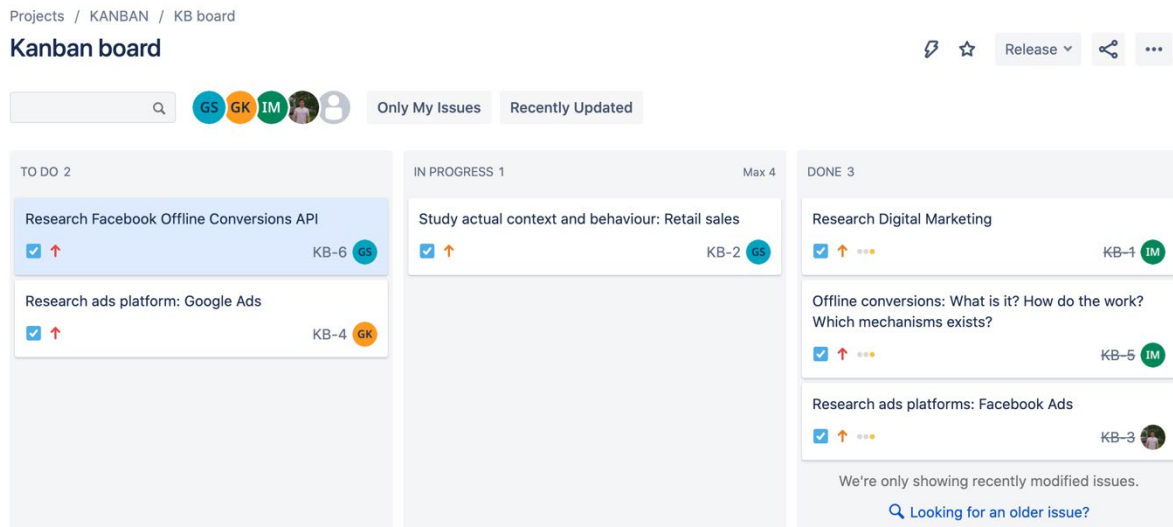 Projects / KANBAN / KB board
Kanban board
Release
GS GK IM Only My Issues Recently Updated
TO DO 2
Research Facebook Offline Conversions API
KB-6 GS
Research ads platform: Google Ads
KB-4 GK
IN PROGRESS 1 Max 4
Study actual context and behaviour: Retail sales
KB-2 GS
DONE 3
Research Digital Marketing
KB-1 IM
Offline conversions: What is it? How do the work?
Which mechanisms exists?
KB-5 IM
Research ads platforms: Facebook Ads
KB-3
We're only showing recently modified issues.
Looking for an older issue?